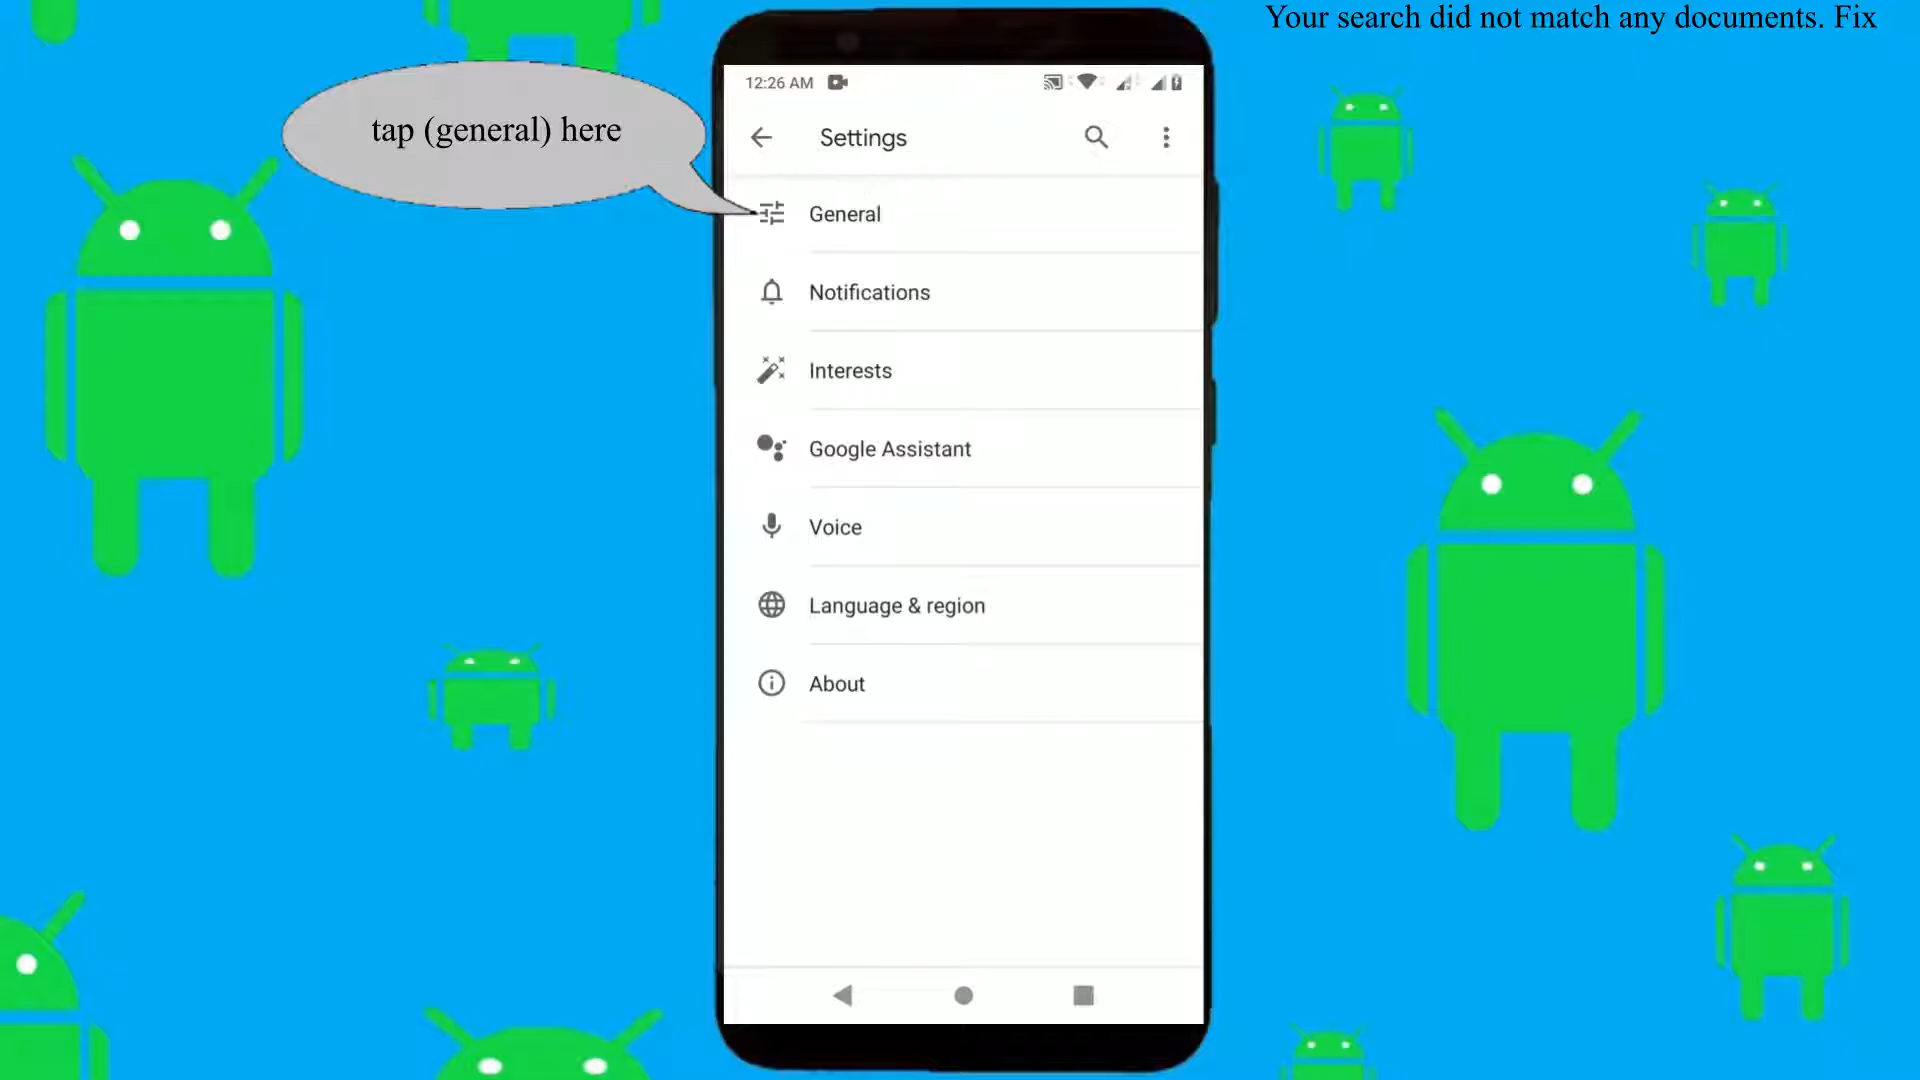 Your search did not match any documents. Fix
tap (general) here
12:26 AM
Settings
General
Notifications
Interests
Google Assistant
Voice
Language & region
About